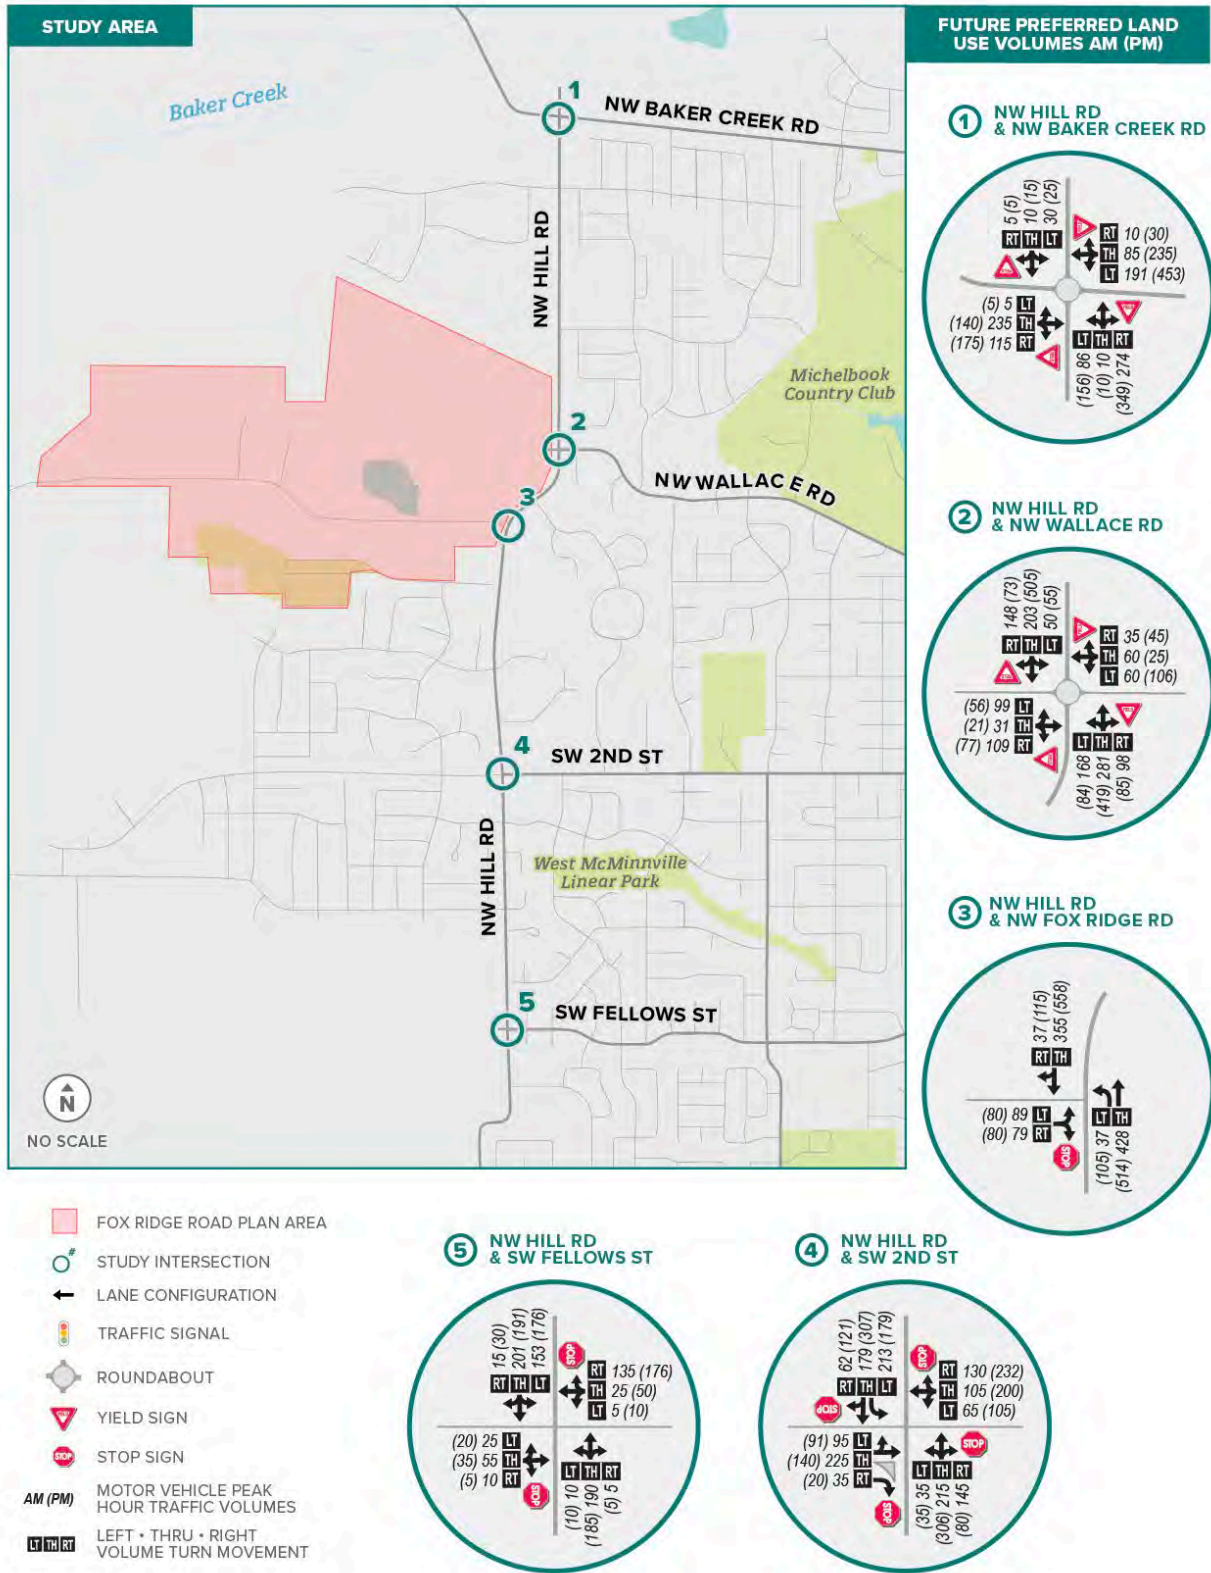 STUDY AREA
FUTURE PREFERRED LAND
USE VOLUMES AM (PM)
Baker Creek
1
NW BAKER CREEK RD
NW HILL RD
Michelbook
Country Club
2
NW WALLACE RD
3
4
SW 2ND ST
NW HILL RD
West McMinnville
Linear Park
5
SW FELLOWS ST
N
NO SCALE
1
NW HILL RD
& NW BAKER CREEK RD
5 (5)
10 (15)
30 (25)
RT TH LT
RT 10 (30)
TH 85 (235)
LT 191 (453)
(5) 5 LT
(140) 235 TH
(175) 115 RT
LT TH RT
(156) 86
(10) 10
(349) 274
2
NW HILL RD
& NW WALLACE RD
148 (73)
203 (505)
50 (55)
RT TH LT
RT 35 (45)
TH 60 (25)
LT 60 (106)
(56) 99 LT
(21) 31 TH
(77) 109 RT
LT TH RT
(84) 168
(419) 281
(85) 98
3
NW HILL RD
& NW FOX RIDGE RD
37 (115)
355 (558)
RT TH
(80) 89 LT
(80) 79 RT
STOP
LT TH
(105) 37
(514) 428
FOX RIDGE ROAD PLAN AREA
# STUDY INTERSECTION
LANE CONFIGURATION
TRAFFIC SIGNAL
ROUNDABOUT
YIELD SIGN
STOP STOP SIGN
AM (PM) MOTOR VEHICLE PEAK
HOUR TRAFFIC VOLUMES
LT TH RT LEFT • THRU • RIGHT
VOLUME TURN MOVEMENT
5
NW HILL RD
& SW FELLOWS ST
15 (30)
201 (191)
153 (176)
RT TH LT
STOP
RT 135 (176)
TH 25 (50)
LT 5 (10)
(20) 25 LT
(35) 55 TH
(5) 10 RT
STOP
LT TH RT
(10) 10
(185) 190
(5) 5
4
NW HILL RD
& SW 2ND ST
62 (121)
179 (307)
213 (179)
RT TH LT
STOP
STOP
RT 130 (232)
TH 105 (200)
LT 65 (105)
(91) 95 LT
(140) 225 TH
(20) 35 RT
STOP
STOP
LT TH RT
(35) 35
(306) 215
(80) 145